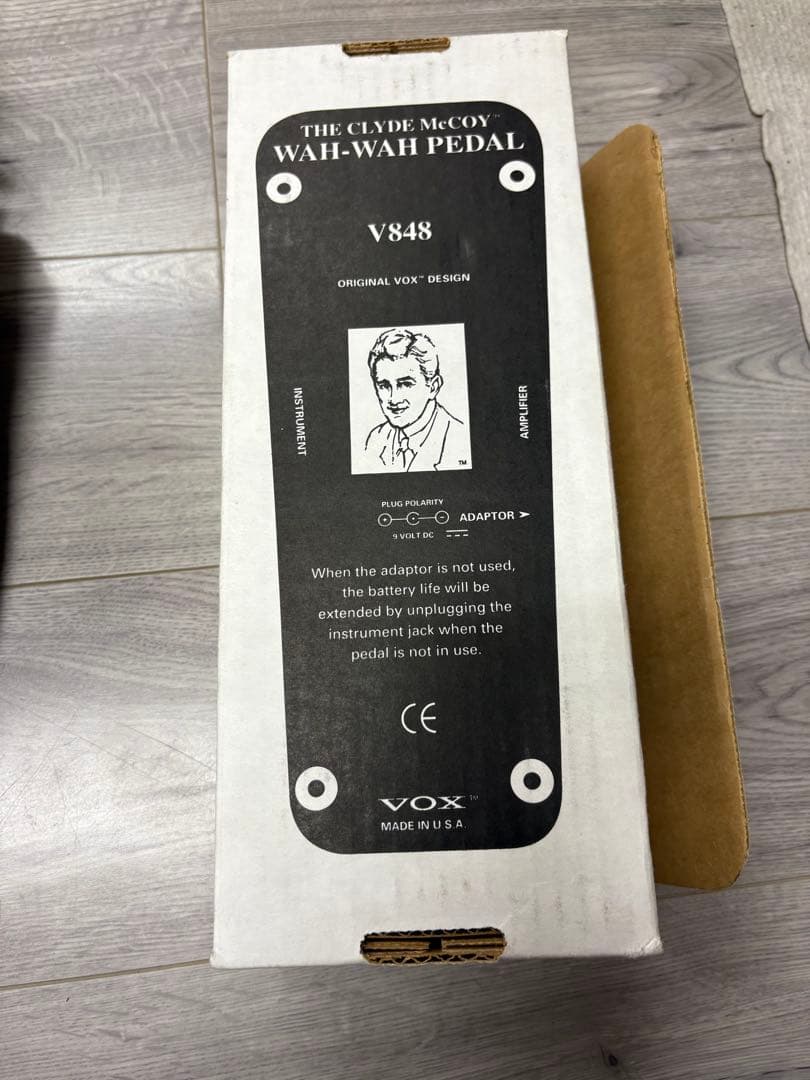 THE CLYDE McCOY™
WAH-WAH PEDAL
V848
ORIGINAL VOX™ DESIGN
INSTRUMENT
AMPLIFIER
TM
PLUG POLARITY
+ - ADAPTOR ➤
9 VOLT DC
When the adaptor is not used,
the battery life will be
extended by unplugging the
instrument jack when the
pedal is not in use.
CE
VOX™
MADE IN U S A.